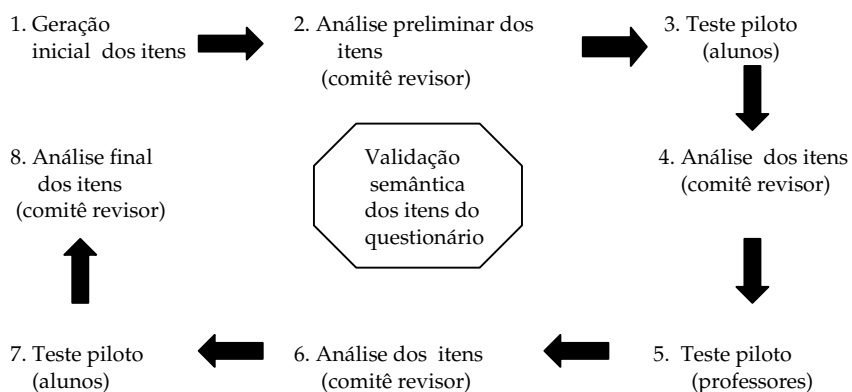 1. Geração
inicial dos itens
2. Análise preliminar dos
itens
(comitê revisor)
3. Teste piloto
(alunos)
8. Análise final
dos itens
(comitê revisor)
Validação
semântica
dos itens do
questionário
4. Análise dos itens
(comitê revisor)
7. Teste piloto
(alunos)
6. Análise dos itens
(comitê revisor)
5. Teste piloto
(professores)